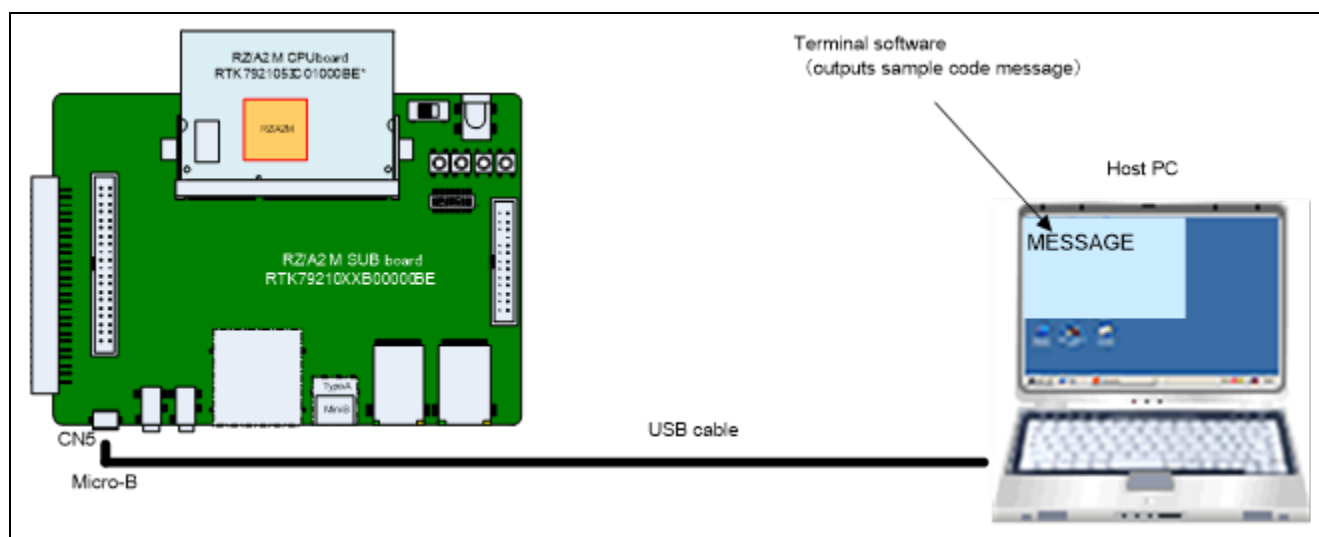 RZ/A2M CPUboard
RTK7921053C01000BE*
RZ/A2M
RZ/A2M SUB board
RTK79210XXB00000BE
TypeA
MiniB
CN5
Micro-B
USB cable
Terminal software
（outputs sample code message）
Host PC
MESSAGE